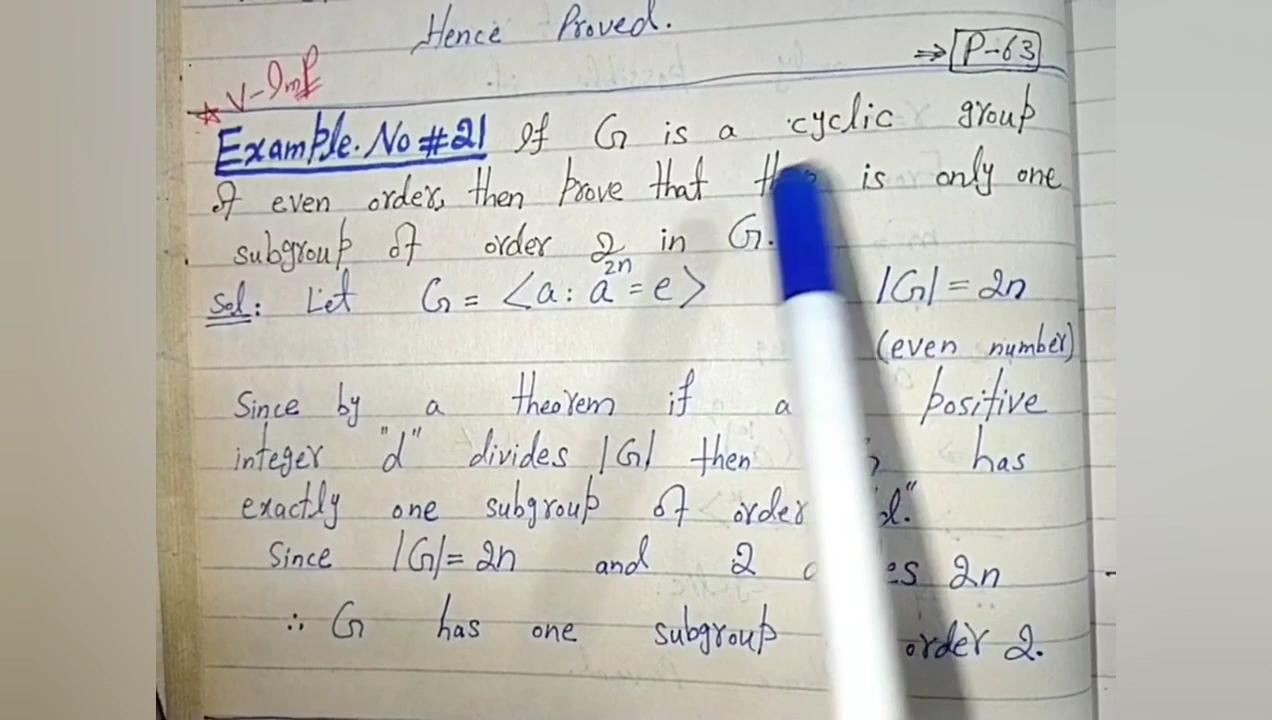 Hence Proved.
⇒ P-63
★ V-Imp
Example. No #21 If G is a cyclic group
of even order, then prove that is only one
subgroup of order 2 in G.
Sol: Let G = <a : a^2n = e> |G| = 2n
(even number)
Since by a theorem if a positive
integer "d" divides |G| then has
exactly one subgroup of order "d."
Since |G| = 2n and 2 2n
∴ G has one subgroup order 2.